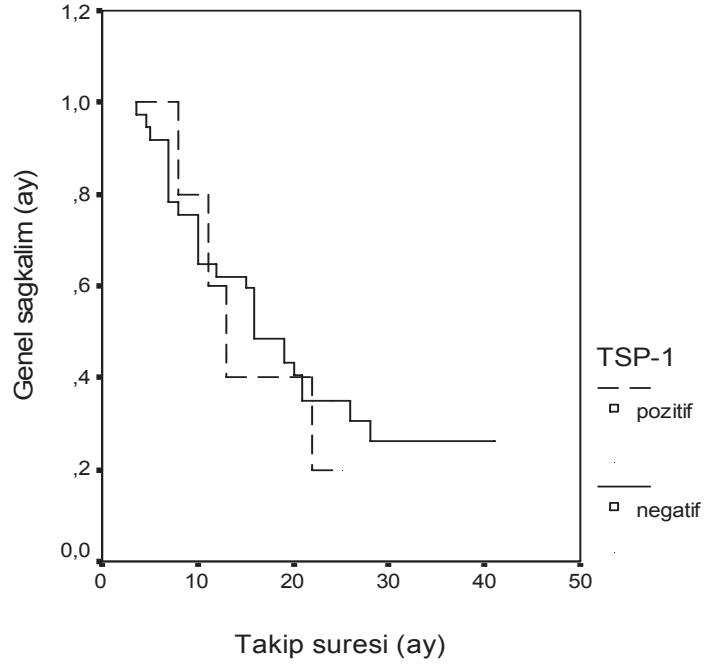 1,2
1,0
,8
,6
,4
,2
0,0
Genel sagkalim (ay)
0
10
20
30
40
50
Takip suresi (ay)
TSP-1
pozitif
negatif